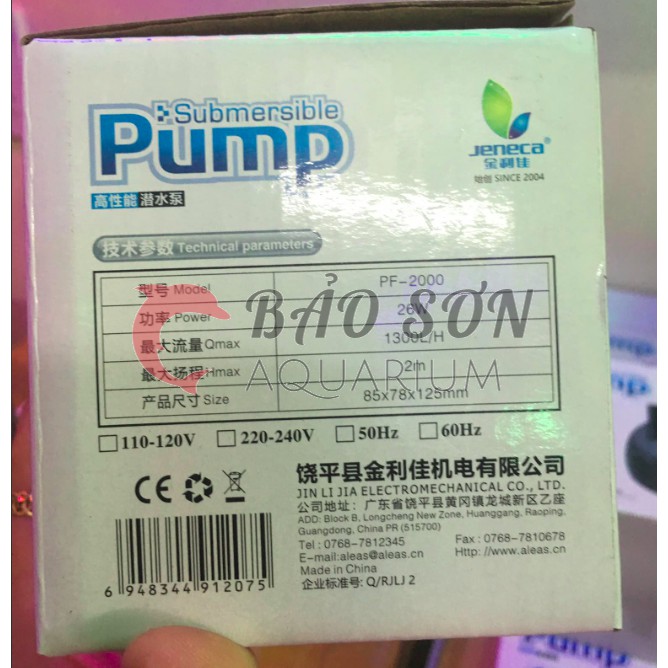 Submersible
Pump
高性能 潜水泵
Jeneca®
金利佳
始创 SINCE 2004
技术参数 Technical parameters
型号 Model PF-2000
功率 Power 26W
最大流量 Qmax 1300L/H
最大扬程 Hmax 2m
产品尺寸 Size 85x78x125mm
BẢO SƠN
AQUARIUM
110-120V 220-240V 50Hz 60Hz
饶平县金利佳机电有限公司
JIN LI JIA ELECTROMECHANICAL CO., LTD.
公司地址：广东省饶平县黄冈镇龙城新区乙座
ADD: Block B, Longcheng New Zone, Huanggang, Raoping,
Guangdong, China PR (515700)
Tel : 0768-7812345 Fax : 0768-7810678
E-mail:aleas@aleas.cn Http: //www.aleas.cn
Made in China
企业标准号: Q/RJLJ 2
CE
6 948344 912075
Pump
Pump